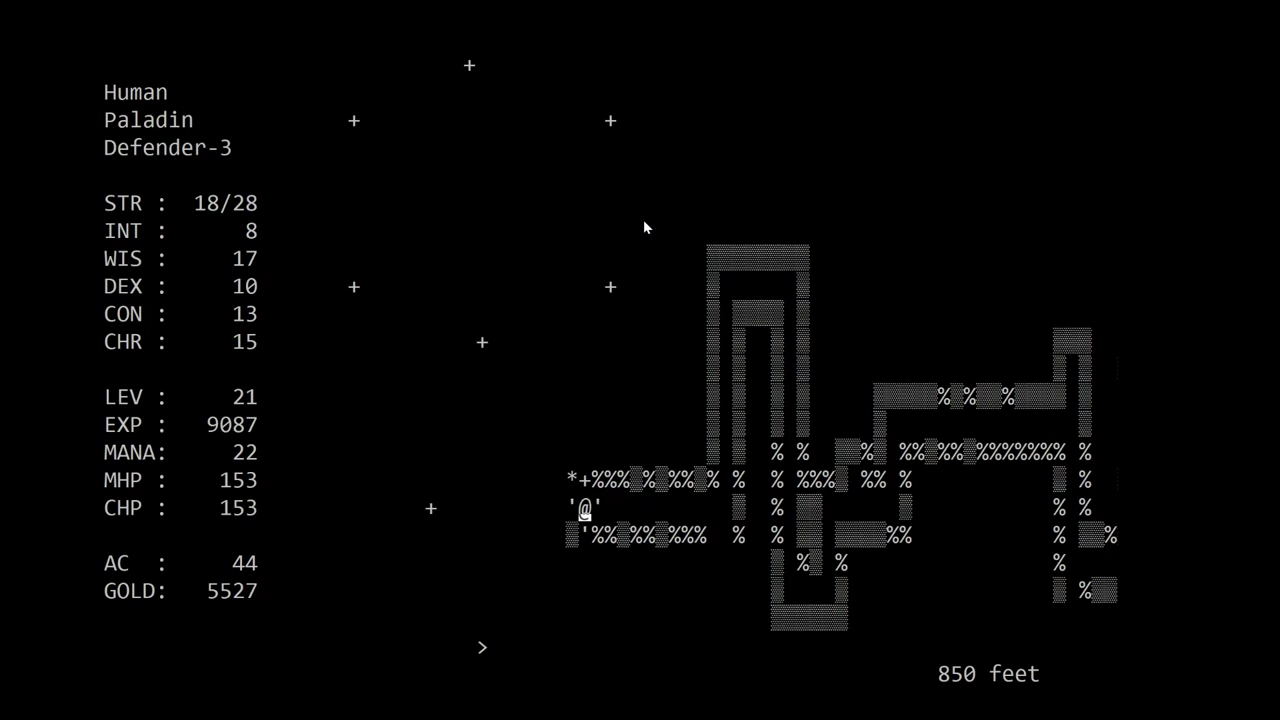 +
Human
Paladin + +
Defender-3
STR : 18/28
INT : 8
WIS : 17
DEX : 10 + +
CON : 13
CHR : 15 +
LEV : 21 %▒%▒▒%
EXP : 9087
MANA: 22 % % ▒▒%▒ %%▒%%▒%%%%%%% %
MHP : 153 *+%%%▒%▒%%▒% % % %%%▒ %% % ▒ %
CHP : 153 + '@' ▒ % ▒▒ ▒ % %
▒'%%▒%%▒%%% % % ▒▒ ▒▒▒▒%% % ▒▒%
AC : 44 ▒ %▒ % %
GOLD: 5527 ▒ ▒ ▒ %▒▒
>
850 feet